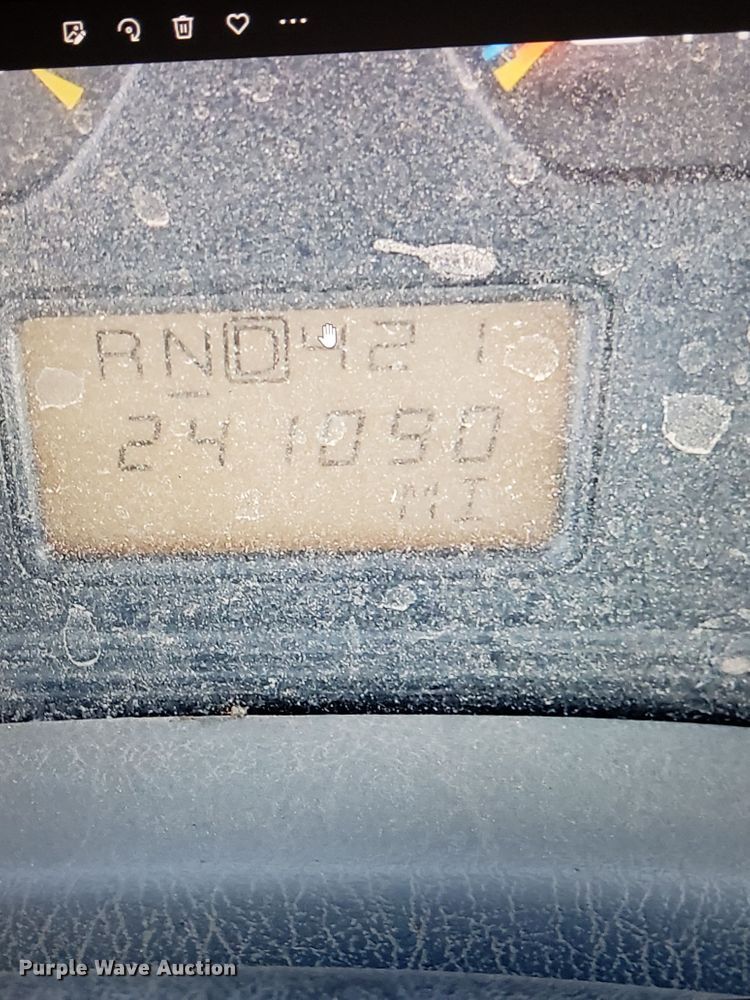 RND421
241090
MI
Purple Wave Auction